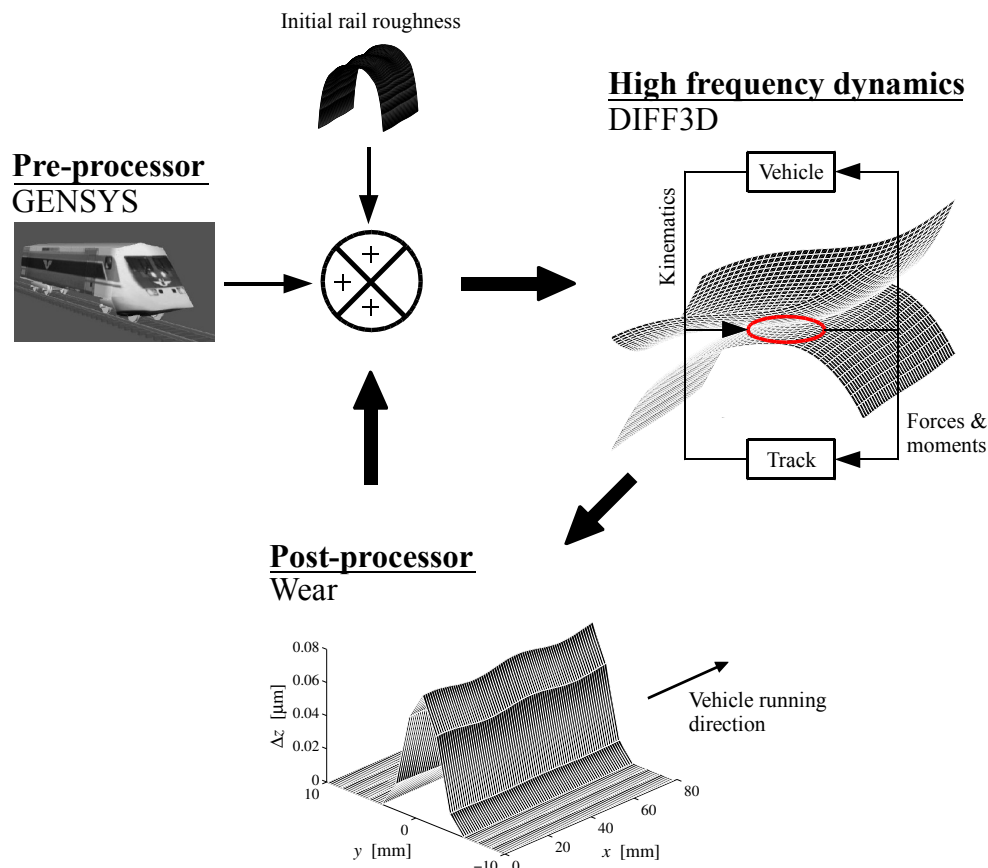 Initial rail roughness
High frequency dynamics
DIFF3D
Pre-processor
GENSYS
Vehicle
Kinematics
+
+ +
+
Forces &
moments
Track
Post-processor
Wear
0.08
0.06
0.04
0.02
0
Δz [μm]
Vehicle running
direction
10
0
−10
y [mm]
0
20
40
60
80
x [mm]